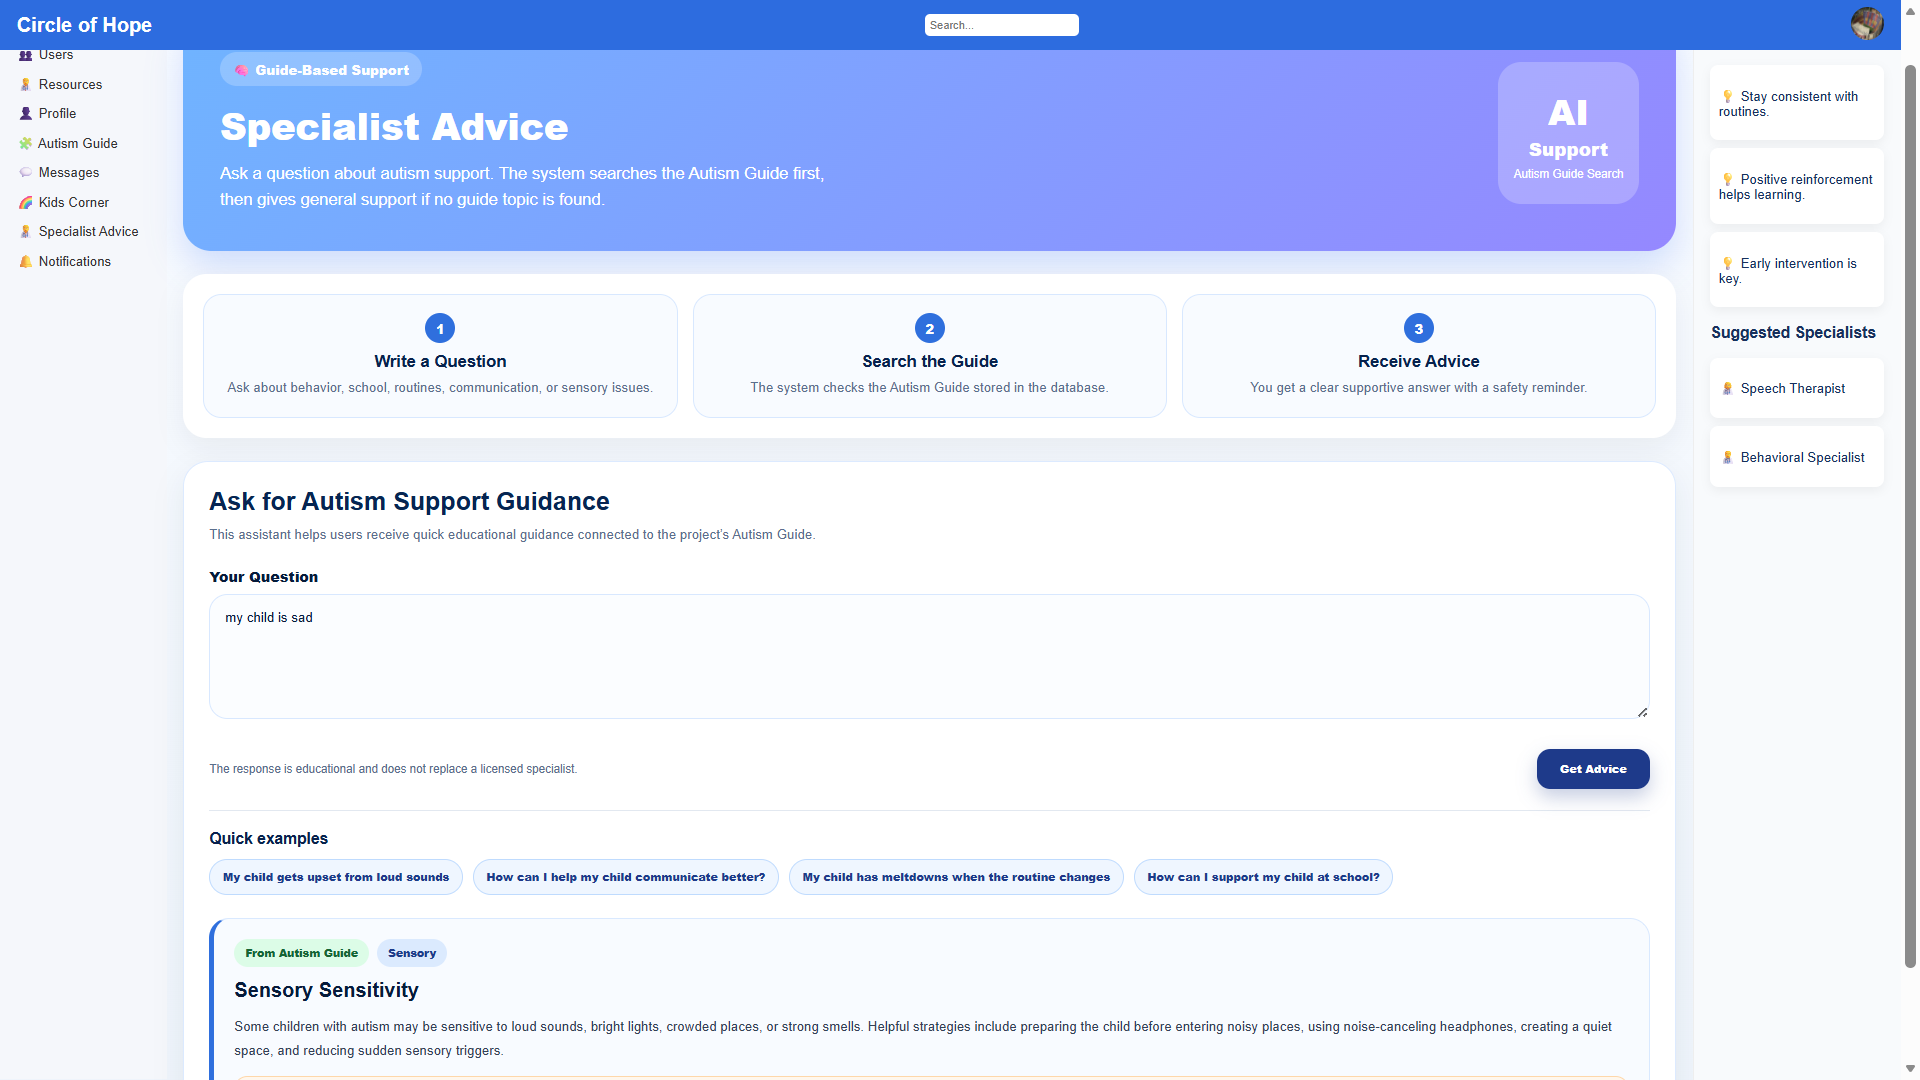 Circle of Hope
Search...
Users
Resources
Profile
Autism Guide
Messages
Kids Corner
Specialist Advice
Notifications
Guide-Based Support
Specialist Advice
Ask a question about autism support. The system searches the Autism Guide first,
then gives general support if no guide topic is found.
AI
Support
Autism Guide Search
1
Write a Question
Ask about behavior, school, routines, communication, or sensory issues.
2
Search the Guide
The system checks the Autism Guide stored in the database.
3
Receive Advice
You get a clear supportive answer with a safety reminder.
Ask for Autism Support Guidance
This assistant helps users receive quick educational guidance connected to the project's Autism Guide.
Your Question
my child is sad
The response is educational and does not replace a licensed specialist.
Get Advice
Quick examples
My child gets upset from loud sounds
How can I help my child communicate better?
My child has meltdowns when the routine changes
How can I support my child at school?
From Autism Guide
Sensory
Sensory Sensitivity
Some children with autism may be sensitive to loud sounds, bright lights, crowded places, or strong smells. Helpful strategies include preparing the child before entering noisy places, using noise-canceling headphones, creating a quiet
space, and reducing sudden sensory triggers.
Stay consistent with
routines.
Positive reinforcement
helps learning.
Early intervention is
key.
Suggested Specialists
Speech Therapist
Behavioral Specialist